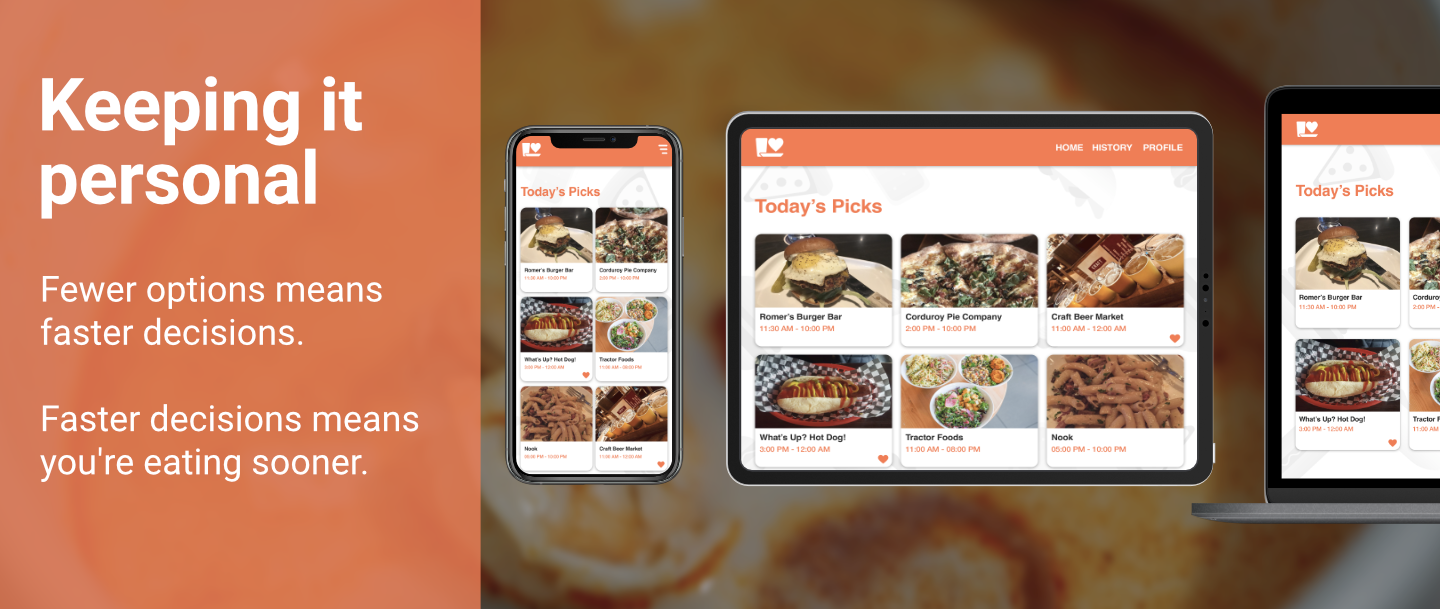 Keeping it
personal
Fewer options means
faster decisions.
Faster decisions means
you're eating sooner.
Today's Picks
Romer's Burger Bar
11:30 AM - 10:00 PM
Corduroy Pie Company
2:00 PM - 10:00 PM
What's Up? Hot Dog!
3:00 PM - 12:00 AM
Tractor Foods
11:00 AM - 08:00 PM
Nook
05:00 PM - 10:00 PM
Craft Beer Market
11:00 AM - 12:00 AM
HOME HISTORY PROFILE
Today's Picks
Romer's Burger Bar
11:30 AM - 10:00 PM
Corduroy Pie Company
2:00 PM - 10:00 PM
Craft Beer Market
11:00 AM - 12:00 AM
What's Up? Hot Dog!
3:00 PM - 12:00 AM
Tractor Foods
11:00 AM - 08:00 PM
Nook
05:00 PM - 10:00 PM
Today's Picks
Romer's Burger Bar
11:30 AM - 10:00 PM
Corduro
2:00 PM
What's Up? Hot Dog!
3:00 PM - 12:00 AM
Tractor F
11:00 AM